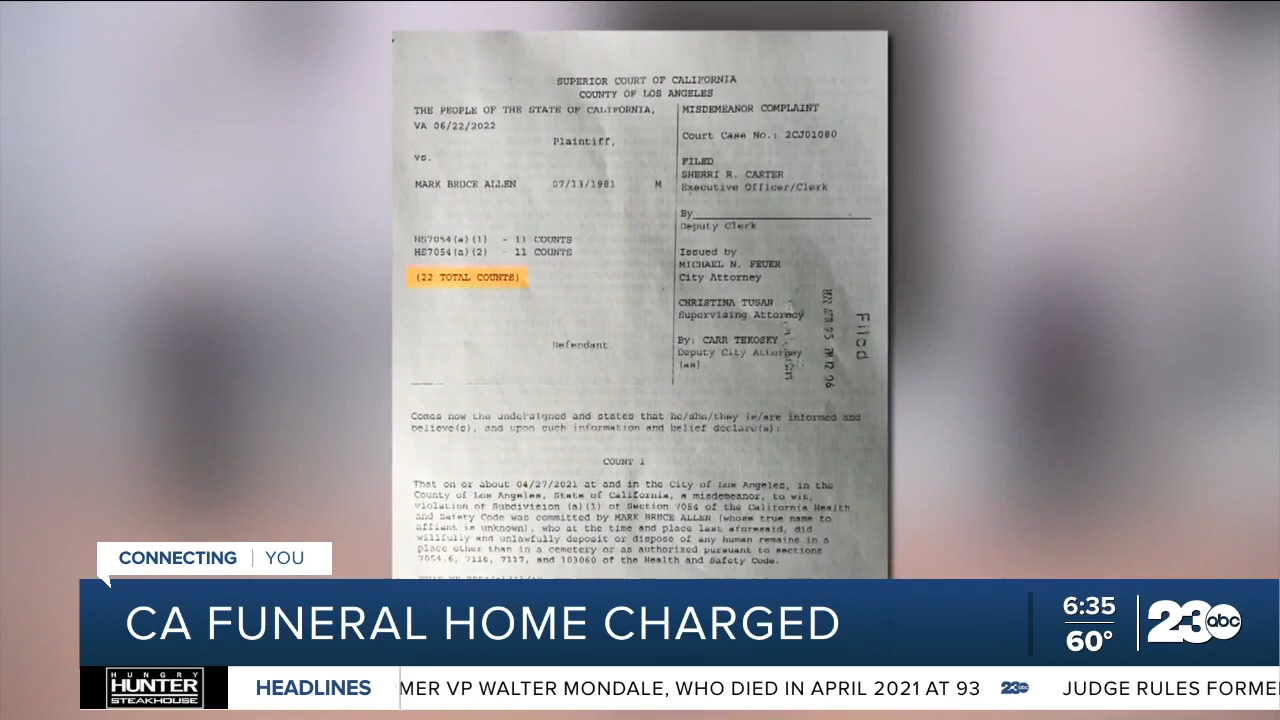 SUPERIOR COURT OF CALIFORNIA
COUNTY OF LOS ANGELES
THE PEOPLE OF THE STATE OF CALIFORNIA,
VA 06/22/2022
Plaintiff,
vs.
MARK BRUCE ALLEN 07/13/1981 M
HS7054(a)(1) - 11 COUNTS
HS7054(a)(2) - 11 COUNTS
(22 TOTAL COUNTS)
Defendant.
MISDEMEANOR COMPLAINT
Court Case No.: 2CJ01080
FILED
SHERRI R. CARTER
Executive Officer/Clerk
By
Deputy Clerk
Issued by
MICHAEL N. FEUER
City Attorney
CHRISTINA TUSAN
Supervising Attorney
By: CARR TEKOSKY
Deputy City Attorney
(as)
Filed
Comes now the undersigned and states that he/she/they is/are informed and
believe(s), and upon such information and belief declare(s):
COUNT I
That on or about 04/27/2021 at and in the City of Los Angeles, in the
County of Los Angeles, State of California, a misdemeanor, to wit,
violation of Subdivision (a)(1) of Section 7054 of the California Health
and Safety Code was committed by MARK BRUCE ALLEN (whose true name to
affiant is unknown), who at the time and place last aforesaid, did
willfully and unlawfully deposit or dispose of any human remains in a
place other than in a cemetery or as authorized pursuant to sections
7054.6, 7116, 7117, and 103060 of the Health and Safety Code.
CONNECTING | YOU
CA FUNERAL HOME CHARGED
6:35
60°
23 abc
HUNGRY
HUNTER
STEAKHOUSE
HEADLINES
MER VP WALTER MONDALE, WHO DIED IN APRIL 2021 AT 93 23 abc JUDGE RULES FORME